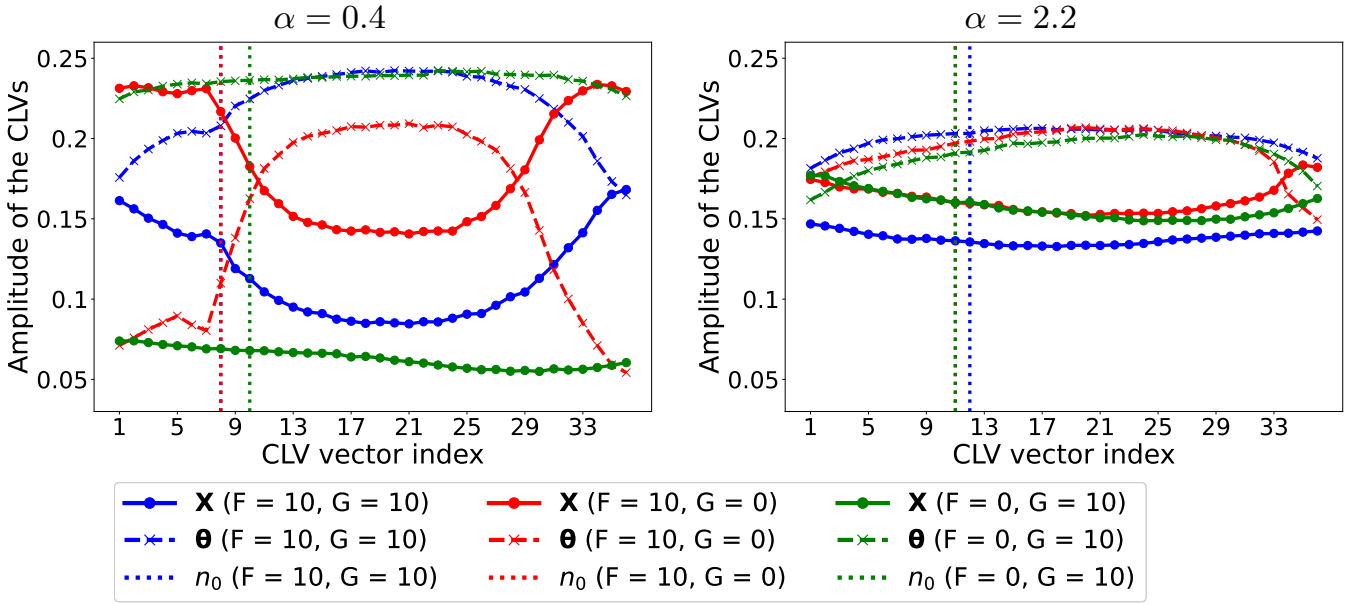 α = 0.4
α = 2.2
Amplitude of the CLVs
0.25
0.2
0.15
0.1
0.05
1 5 9 13 17 21 25 29 33
CLV vector index
Amplitude of the CLVs
0.25
0.2
0.15
0.1
0.05
1 5 9 13 17 21 25 29 33
CLV vector index
X (F = 10, G = 10)
X (F = 10, G = 0)
X (F = 0, G = 10)
θ (F = 10, G = 10)
θ (F = 10, G = 0)
θ (F = 0, G = 10)
n₀ (F = 10, G = 10)
n₀ (F = 10, G = 0)
n₀ (F = 0, G = 10)